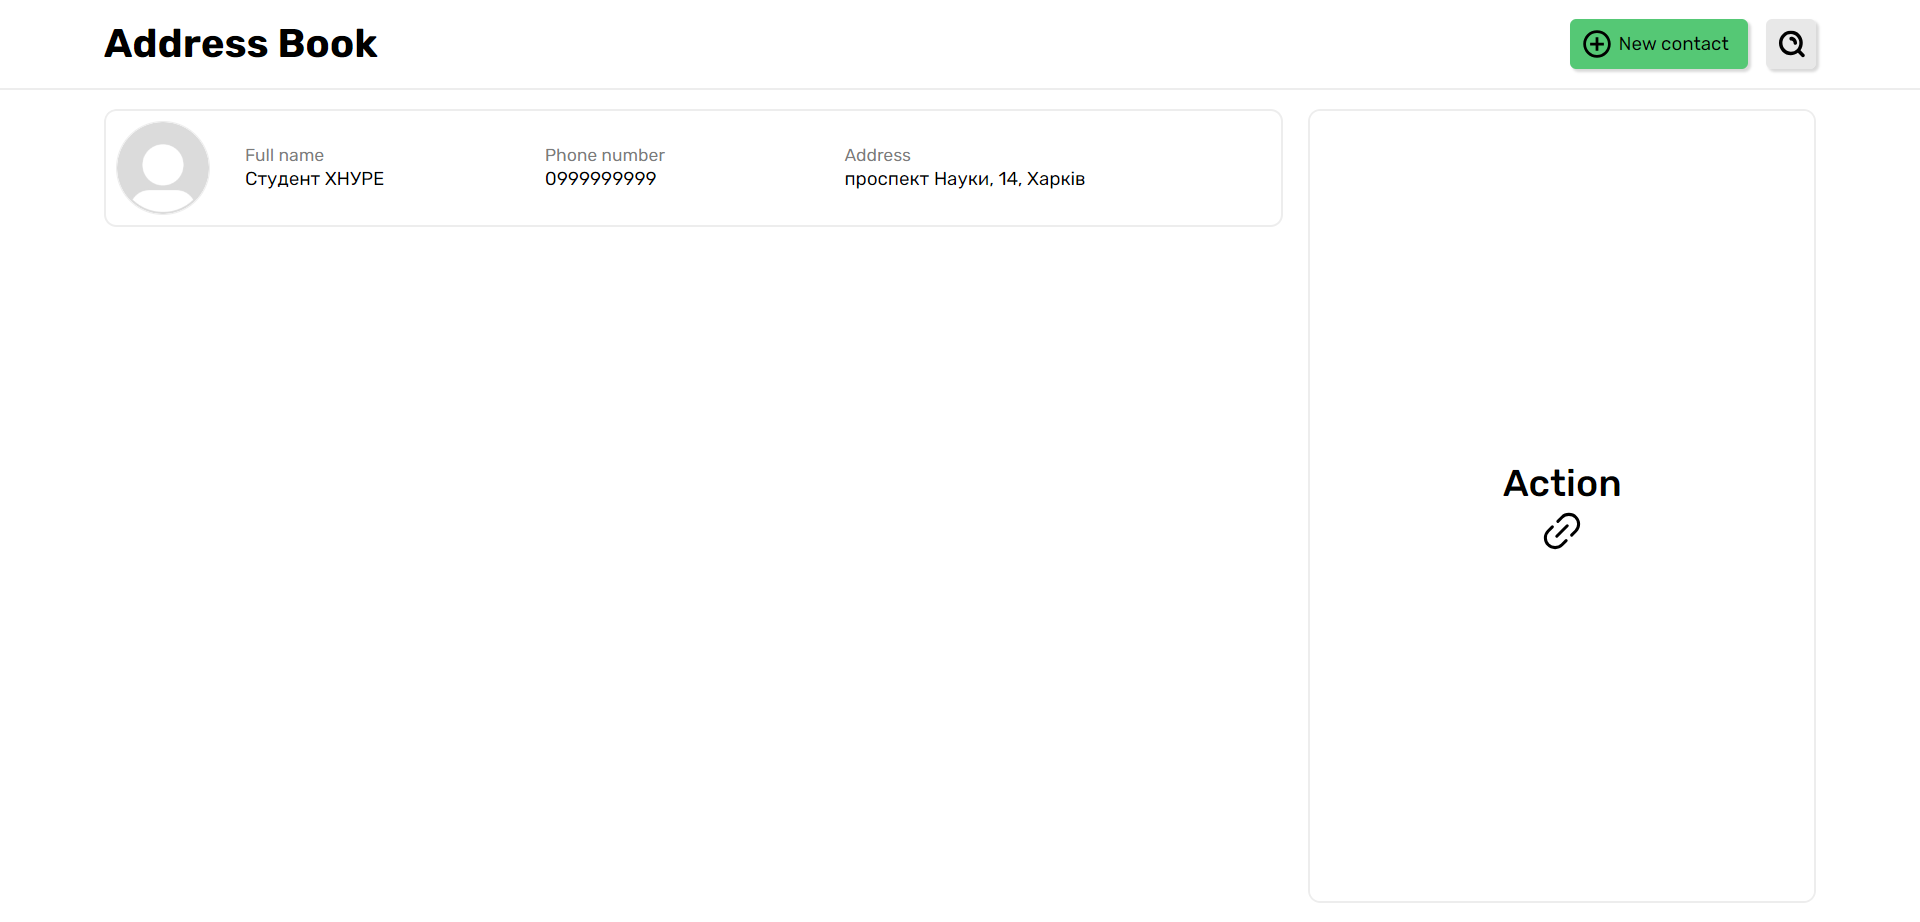 Address Book
New contact
Full name
Студент ХНУРЕ
Phone number
0999999999
Address
проспект Науки, 14, Харків
Action